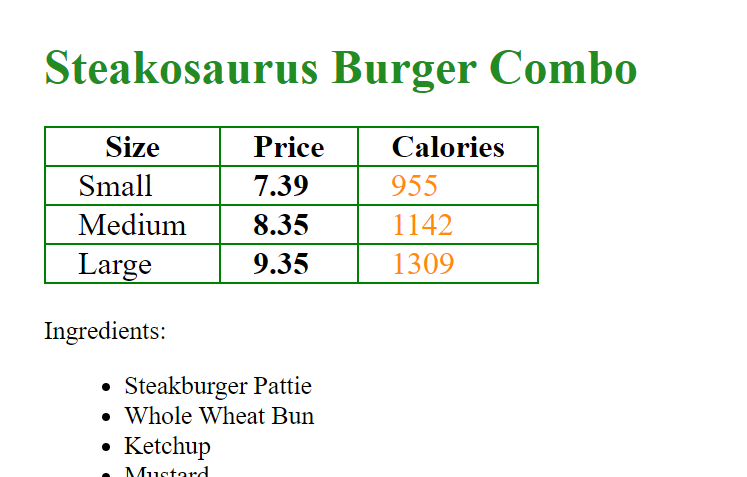 Steakosaurus Burger Combo
Size Price Calories
Small 7.39 955
Medium 8.35 1142
Large 9.35 1309
Ingredients:
Steakburger Pattie
Whole Wheat Bun
Ketchup
Mustard